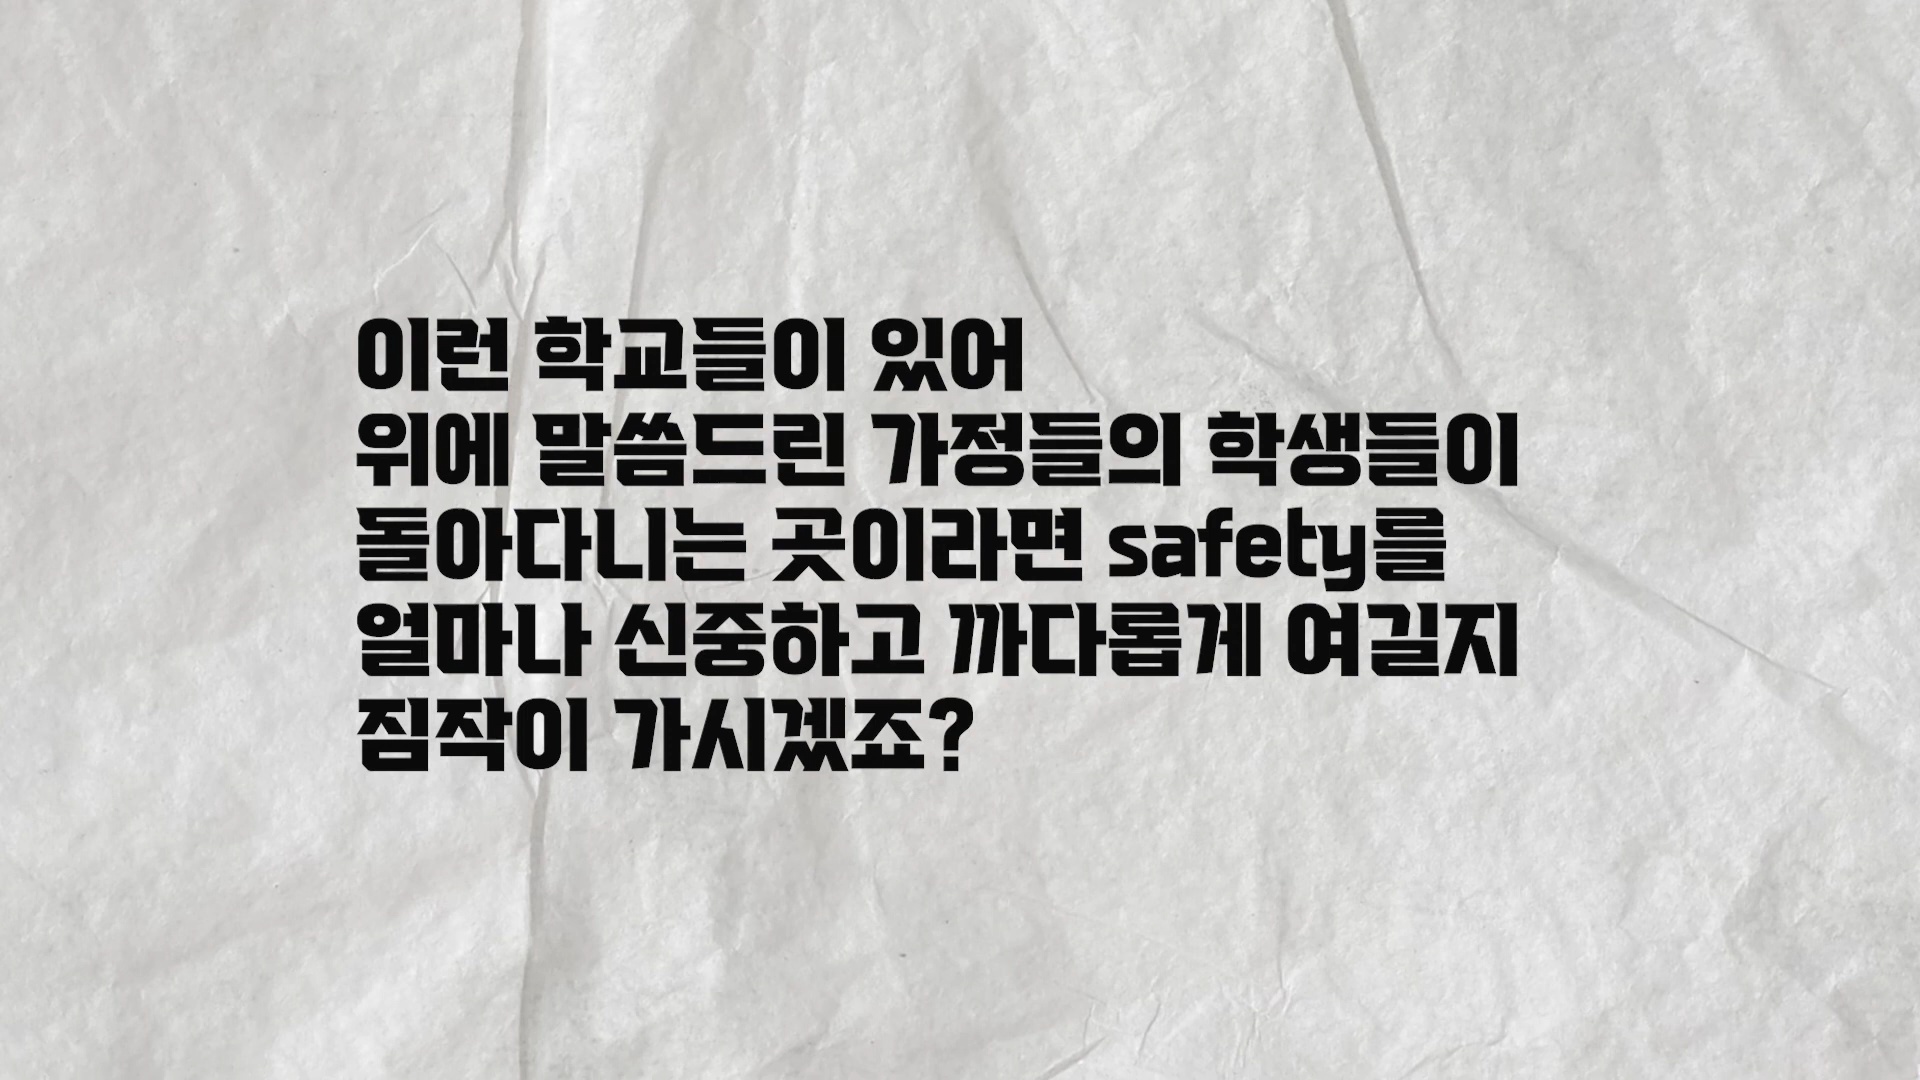 이런 학교들이 있어
위에 말씀드린 가정들의 학생들이
돌아다니는 곳이라면 safety를
얼마나 신중하고 까다롭게 여길지
짐작이 가시겠죠?